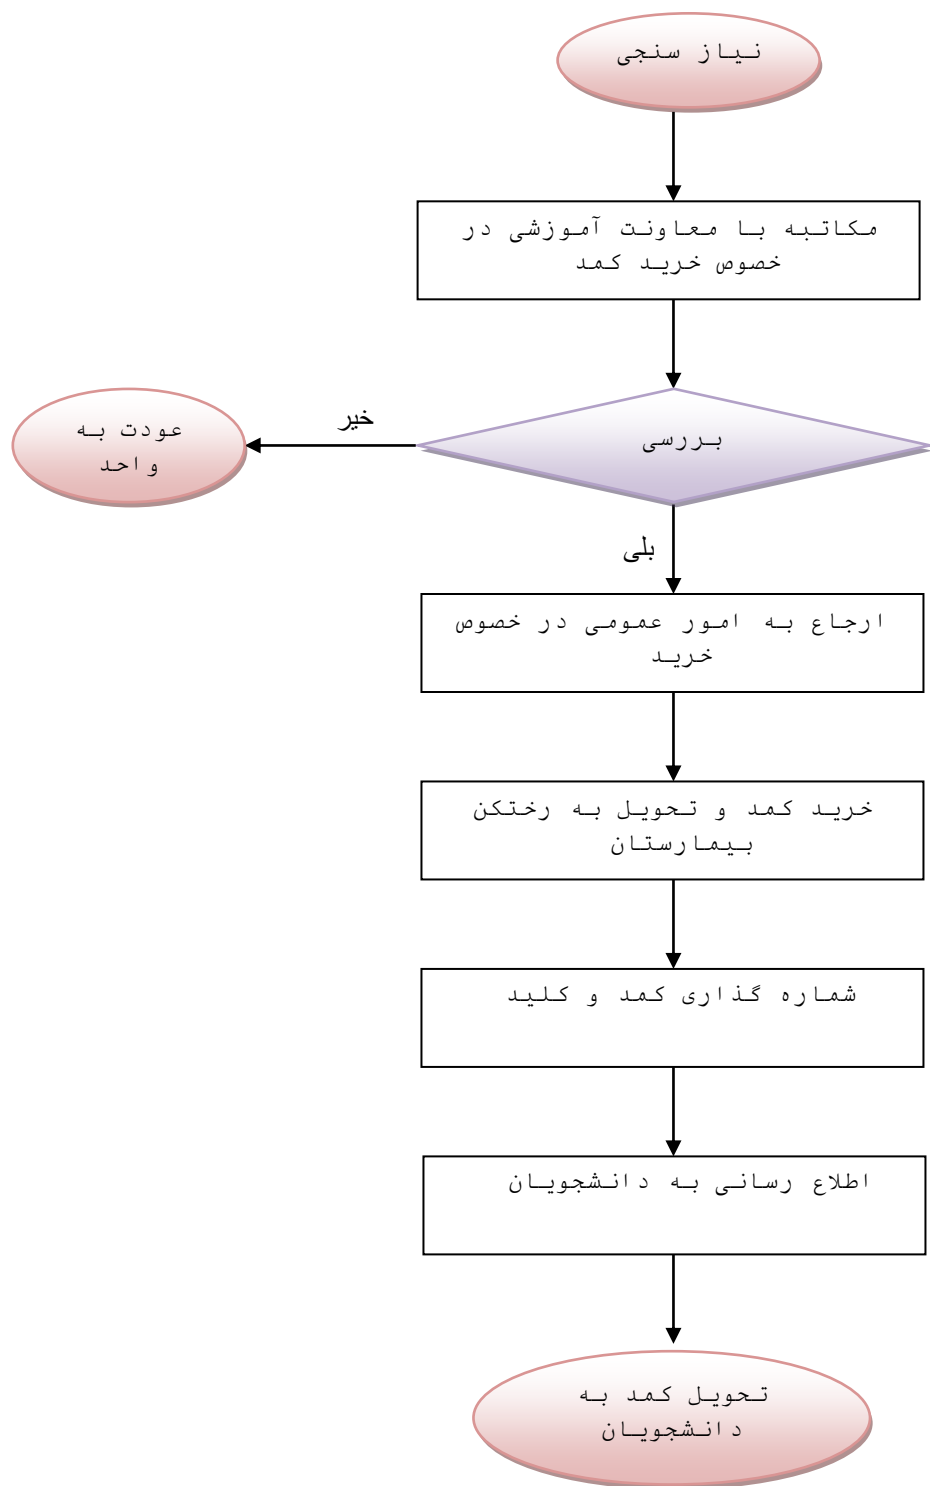 نیاز سنجی
مکاتبه با معاونت آموزشی در
خصوص خرید کمد
بررسی
خیر
عودت به
واحد
بلی
ارجاع به امور عمومی در خصوص
خرید
خرید کمد و تحویل به رختکن
بیمارستان
شماره گذاری کمد و کلید
اطلاع رسانی به دانشجویان
تحویل کمد به
دانشجویان